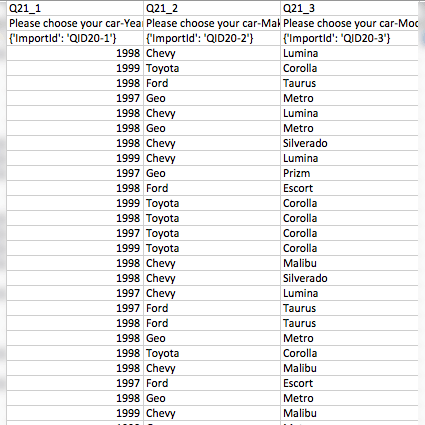 Q21_1 Q21_2 Q21_3
Please choose your car-Yea Please choose your car-Mak Please choose your car-Moc
{'ImportId': 'QID20-1'} {'ImportId': 'QID20-2'} {'ImportId': 'QID20-3'}
1998 Chevy Lumina
1999 Toyota Corolla
1998 Ford Taurus
1997 Geo Metro
1998 Chevy Lumina
1998 Geo Metro
1998 Chevy Silverado
1999 Chevy Lumina
1997 Geo Prizm
1998 Ford Escort
1999 Toyota Corolla
1998 Toyota Corolla
1997 Toyota Corolla
1999 Toyota Corolla
1998 Chevy Malibu
1998 Chevy Silverado
1997 Chevy Lumina
1997 Ford Taurus
1998 Ford Taurus
1998 Geo Metro
1998 Toyota Corolla
1998 Chevy Malibu
1997 Ford Escort
1998 Geo Metro
1999 Chevy Malibu